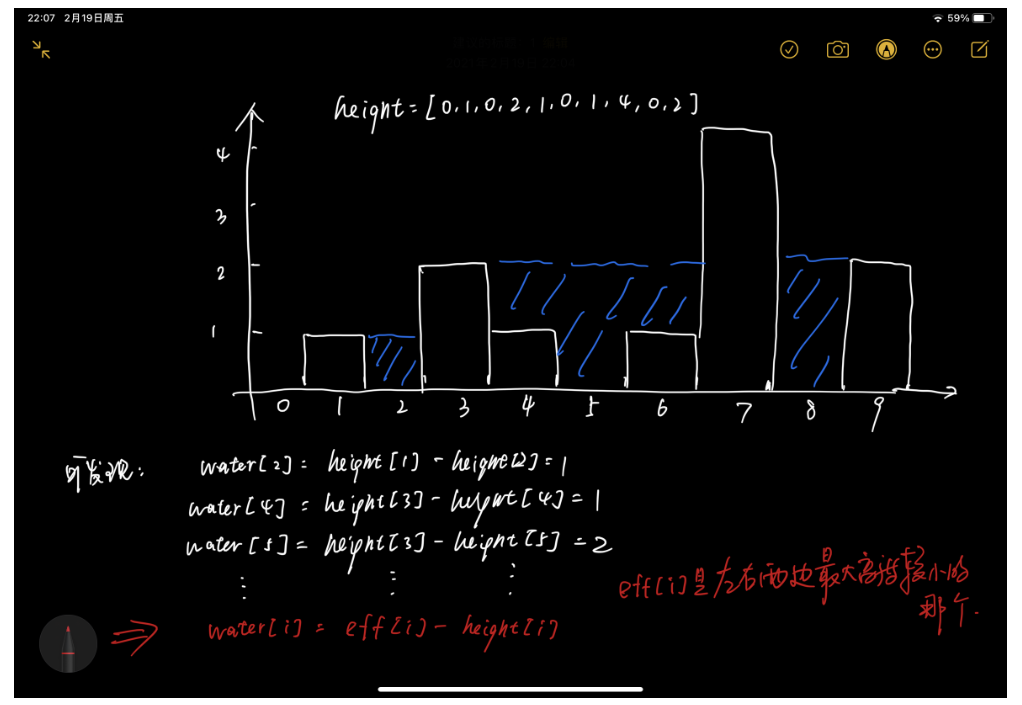 22:07 2月19日周五
59%
height=[0,1,0,2,1,0,1,4,0,2]
4
3
2
1
0 1 2 3 4 5 6 7 8 9
可发现:
water[2]= height[1]-height[2]=1
water[4]= height[3]-height[4]=1
water[5]= height[3]-height[5]=2
⋮ ⋮ ⋮
eff[i]是左右两边最大高度较小的
那个.
⇒ water[i]= eff[i]-height[i]